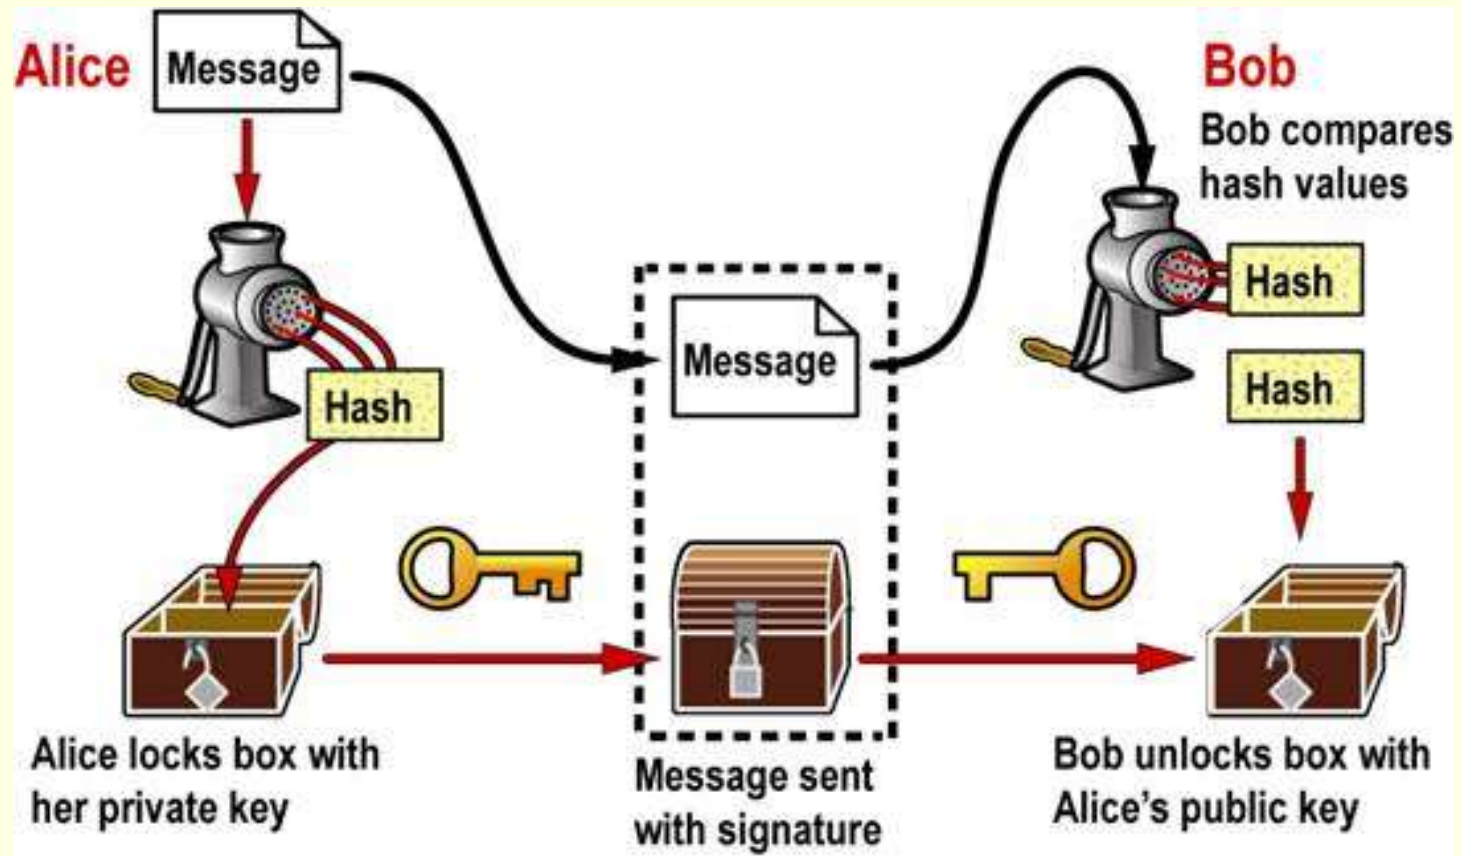 Alice
Message
Bob
Bob compares
hash values
Hash
Hash
Message
Hash
Alice locks box with
her private key
Message sent
with signature
Bob unlocks box with
Alice's public key